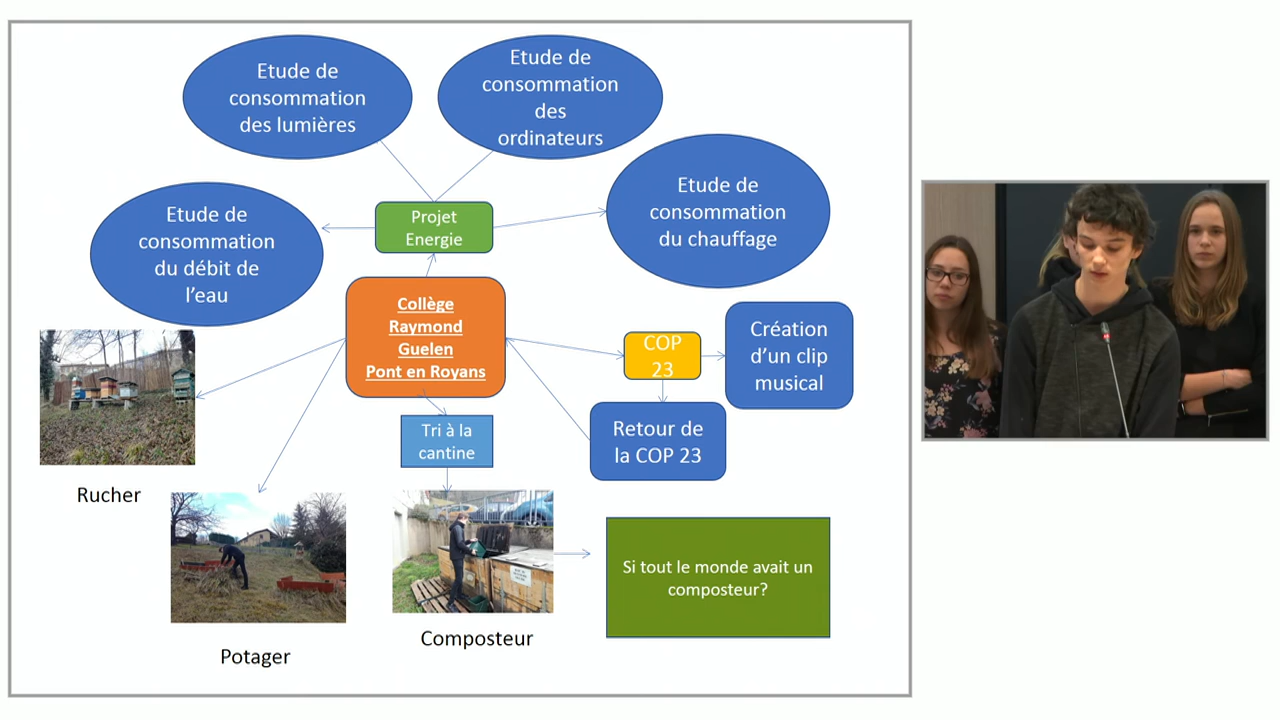 Etude de
consommation
des lumières
Etude de
consommation
des
ordinateurs
Etude de
consommation
du débit de
l'eau
Projet
Energie
Etude de
consommation
du chauffage
Collège
Raymond
Guelen
Pont en Royans
COP
23
Création
d'un clip
musical
Tri à la
cantine
Retour de
la COP 23
Rucher
Potager
Composteur
Si tout le monde avait un
composteur?